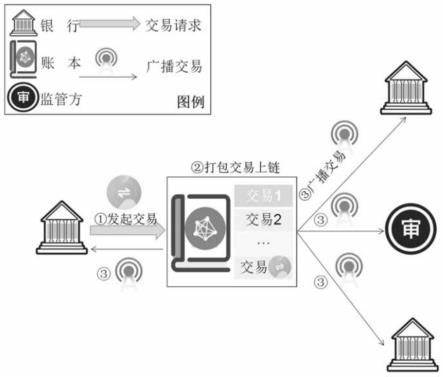 银 行 交易请求
账 本 广播交易
审 监管方 图例
②打包交易上链
③广播交易
①发起交易
交易1
交易2
③
审
③
...
交易
③